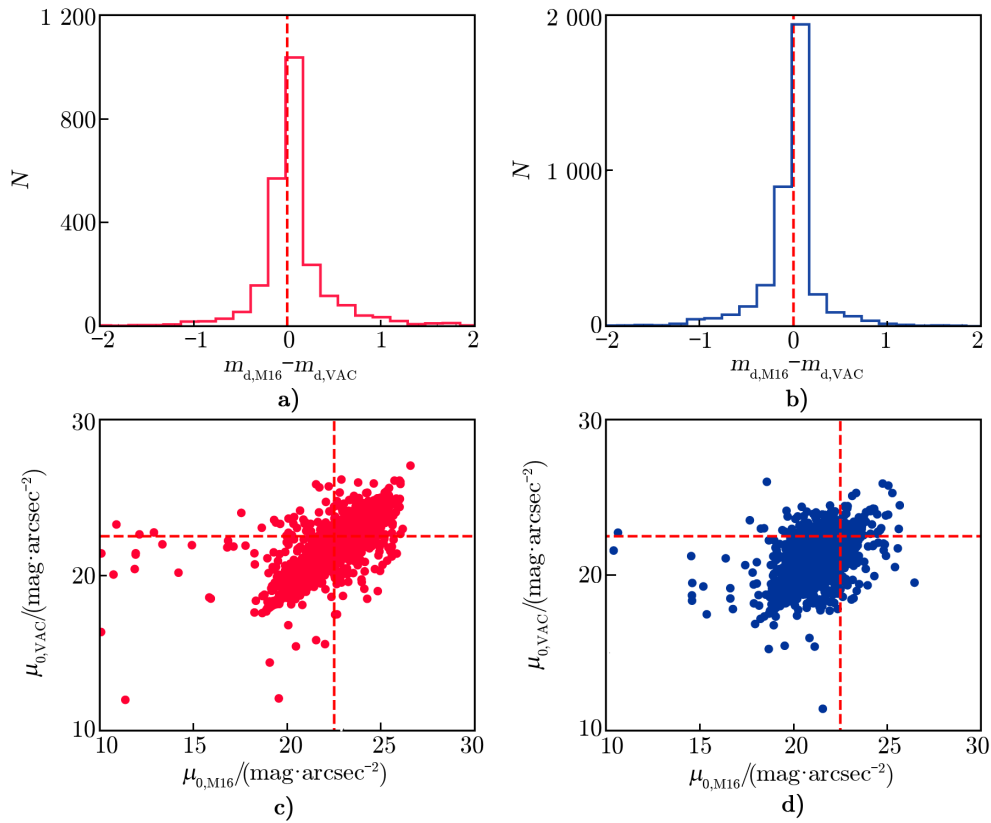 1 200
800
400
0
N
−2
−1
0
1
2
m_d,M16−m_d,VAC
a)
2 000
1 000
0
N
−2
−1
0
1
2
m_d,M16−m_d,VAC
b)
30
20
10
μ_0,VAC/(mag·arcsec⁻²)
10
15
20
25
30
μ_0,M16/(mag·arcsec⁻²)
c)
30
20
10
μ_0,VAC/(mag·arcsec⁻²)
10
15
20
25
30
μ_0,M16/(mag·arcsec⁻²)
d)